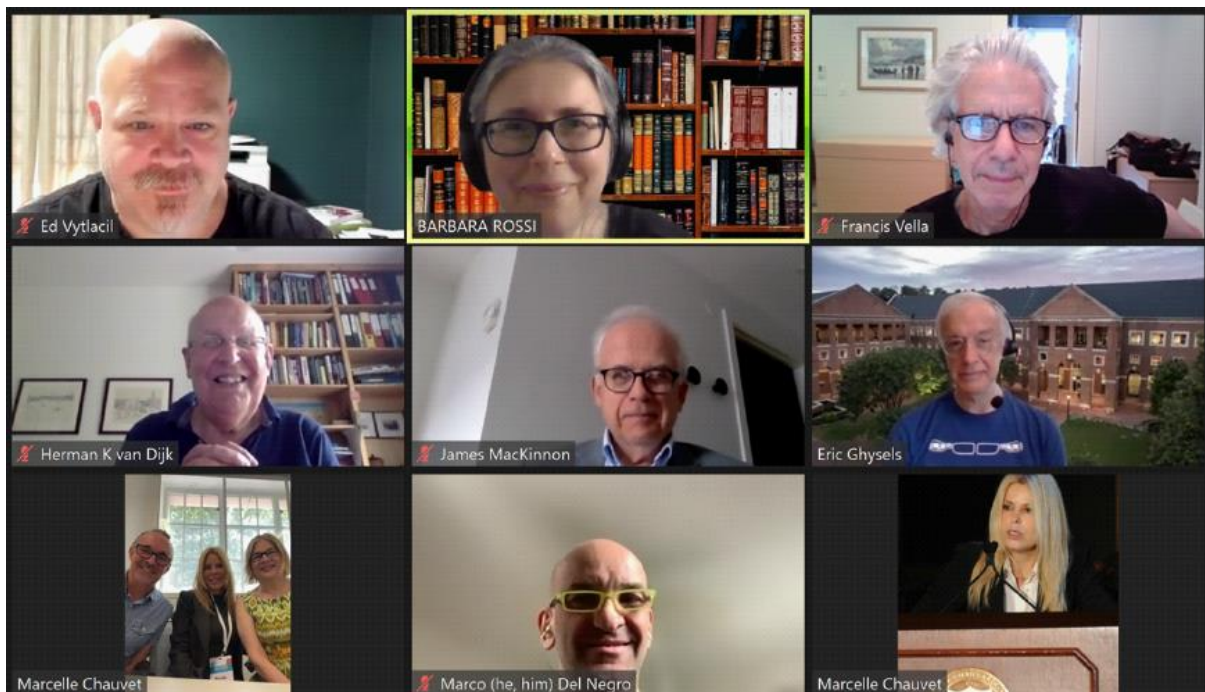 Ed Vytlacil
BARBARA ROSSI
Francis Vella
Herman K van Dijk
James MacKinnon
Eric Ghysels
Marcelle Chauvet
Marco (he, him) Del Negro
Marcelle Chauvet